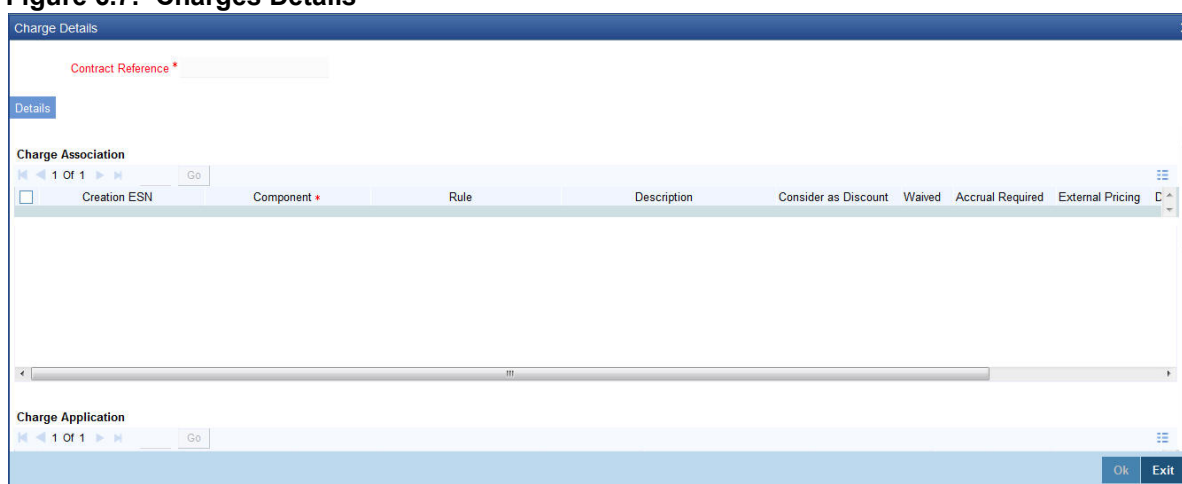 Figure 6.7: Charges Details
Charge Details
Contract Reference *
Details
Charge Association
1 Of 1 Go
Creation ESN Component * Rule Description Consider as Discount Waived Accrual Required External Pricing
Charge Application
1 Of 1 Go
Ok Exit